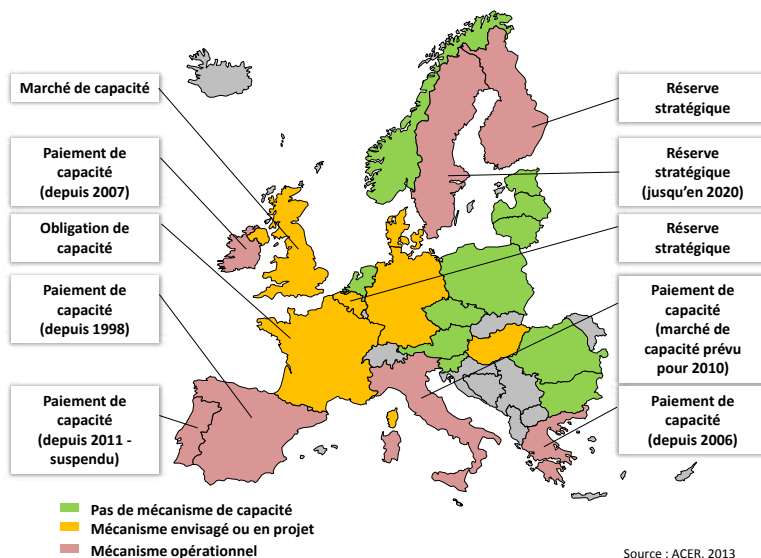 Marché de capacité
Paiement de
capacité
(depuis 2007)
Obligation de
capacité
Paiement de
capacité
(depuis 1998)
Paiement de
capacité
(depuis 2011 -
suspendu)
Réserve
stratégique
Réserve
stratégique
(jusqu'en 2020)
Réserve
stratégique
Paiement de
capacité
(marché de
capacité prévu
pour 2010)
Paiement de
capacité
(depuis 2006)
Pas de mécanisme de capacité
Mécanisme envisagé ou en projet
Mécanisme opérationnel
Source : ACER, 2013